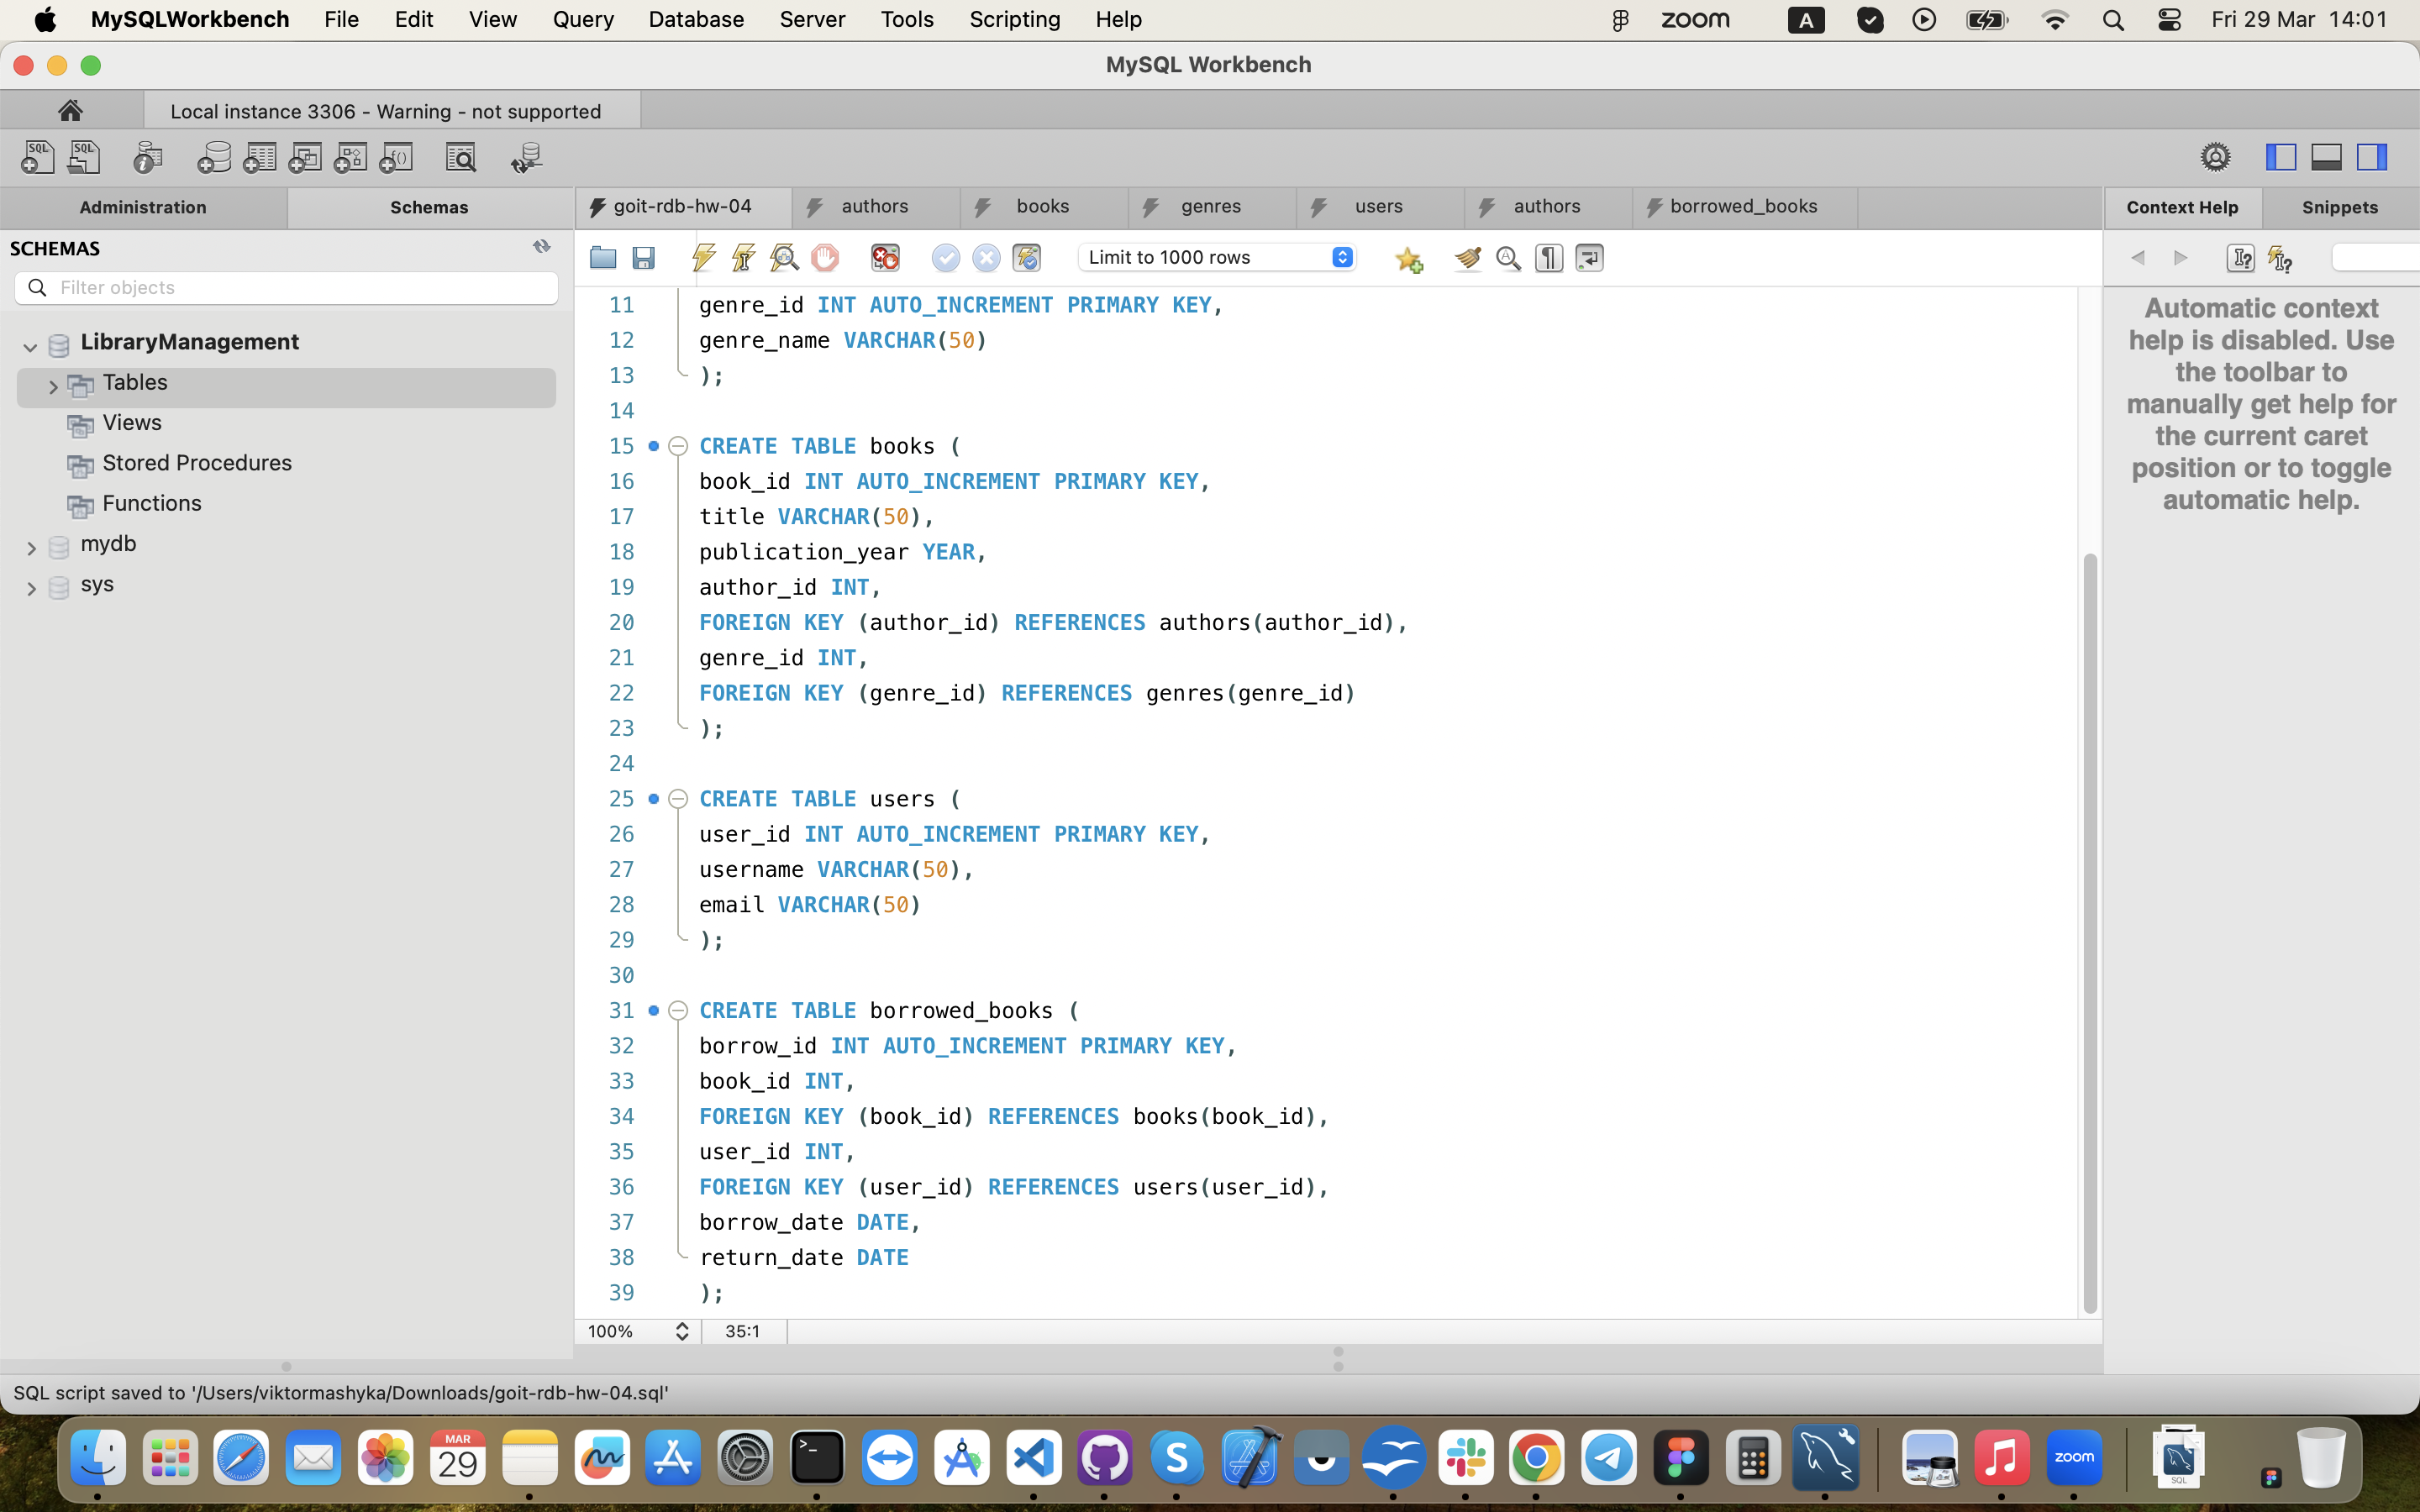 MySQLWorkbench File Edit View Query Database Server Tools Scripting Help zoom A Fri 29 Mar 14:01
MySQL Workbench
Local instance 3306 - Warning - not supported
SQL SQL
Administration Schemas goit-rdb-hw-04 authors books genres users authors borrowed_books Context Help Snippets
SCHEMAS
Limit to 1000 rows
Filter objects
LibraryManagement
Tables
Views
Stored Procedures
Functions
mydb
sys
11 genre_id INT AUTO_INCREMENT PRIMARY KEY,
12 genre_name VARCHAR(50)
13 );
14
15 CREATE TABLE books (
16 book_id INT AUTO_INCREMENT PRIMARY KEY,
17 title VARCHAR(50),
18 publication_year YEAR,
19 author_id INT,
20 FOREIGN KEY (author_id) REFERENCES authors(author_id),
21 genre_id INT,
22 FOREIGN KEY (genre_id) REFERENCES genres(genre_id)
23 );
24
25 CREATE TABLE users (
26 user_id INT AUTO_INCREMENT PRIMARY KEY,
27 username VARCHAR(50),
28 email VARCHAR(50)
29 );
30
31 CREATE TABLE borrowed_books (
32 borrow_id INT AUTO_INCREMENT PRIMARY KEY,
33 book_id INT,
34 FOREIGN KEY (book_id) REFERENCES books(book_id),
35 user_id INT,
36 FOREIGN KEY (user_id) REFERENCES users(user_id),
37 borrow_date DATE,
38 return_date DATE
39 );
Automatic context
help is disabled. Use
the toolbar to
manually get help for
the current caret
position or to toggle
automatic help.
100% 35:1
SQL script saved to '/Users/viktormashyka/Downloads/goit-rdb-hw-04.sql'
MAR
29
zoom
SQL